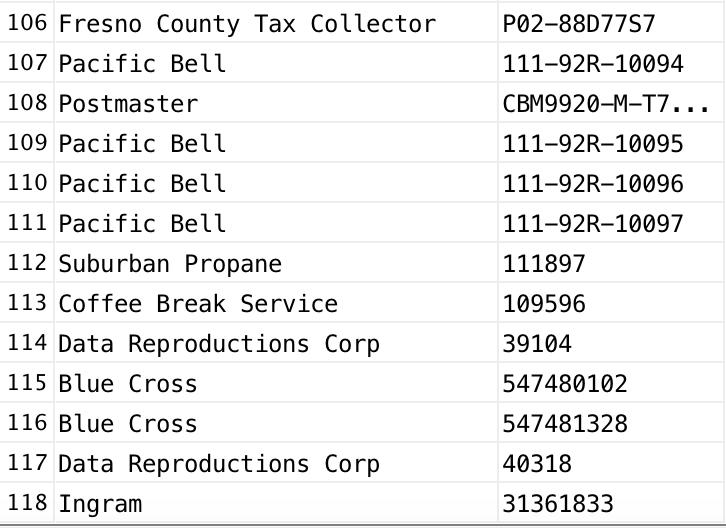 106 Fresno County Tax Collector P02-88D77S7
107 Pacific Bell 111-92R-10094
108 Postmaster CBM9920-M-T7...
109 Pacific Bell 111-92R-10095
110 Pacific Bell 111-92R-10096
111 Pacific Bell 111-92R-10097
112 Suburban Propane 111897
113 Coffee Break Service 109596
114 Data Reproductions Corp 39104
115 Blue Cross 547480102
116 Blue Cross 547481328
117 Data Reproductions Corp 40318
118 Ingram 31361833